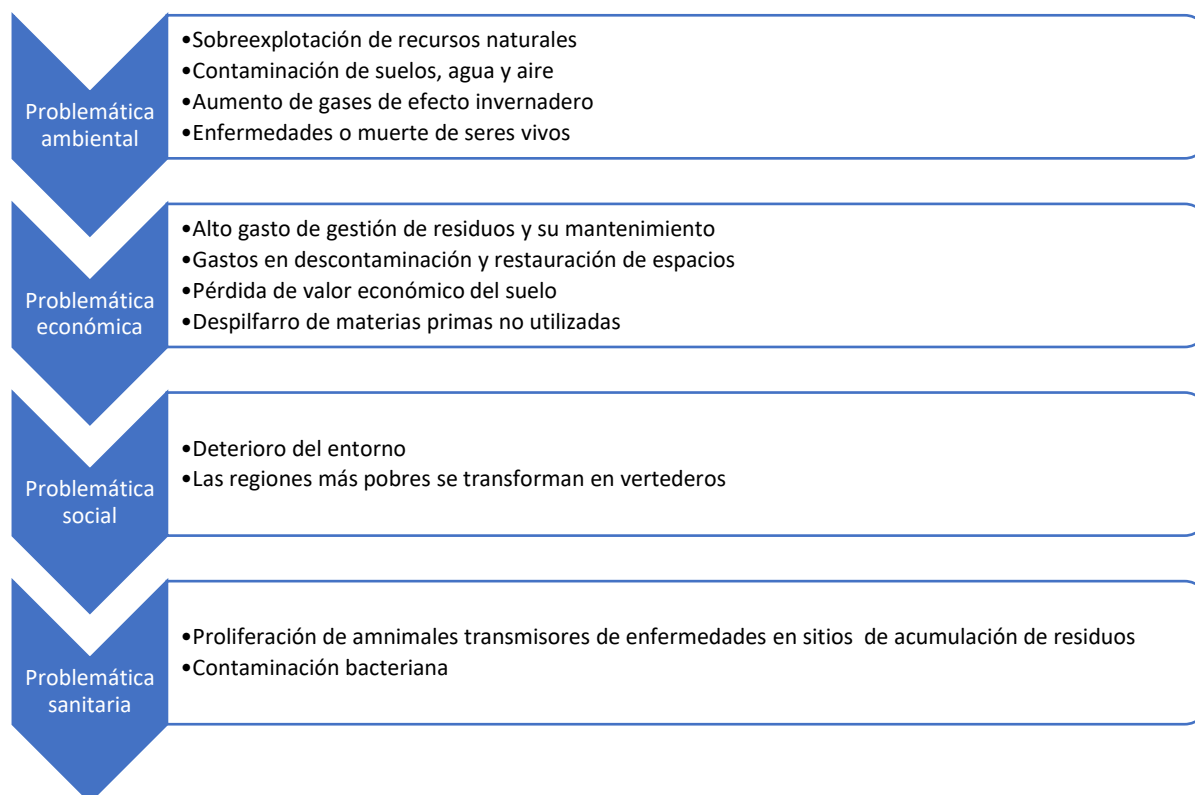 Problemática
ambiental
•Sobreexplotación de recursos naturales
•Contaminación de suelos, agua y aire
•Aumento de gases de efecto invernadero
•Enfermedades o muerte de seres vivos
Problemática
económica
•Alto gasto de gestión de residuos y su mantenimiento
•Gastos en descontaminación y restauración de espacios
•Pérdida de valor económico del suelo
•Despilfarro de materias primas no utilizadas
Problemática
social
•Deterioro del entorno
•Las regiones más pobres se transforman en vertederos
Problemática
sanitaria
•Proliferación de amnimales transmisores de enfermedades en sitios  de acumulación de residuos
•Contaminación bacteriana